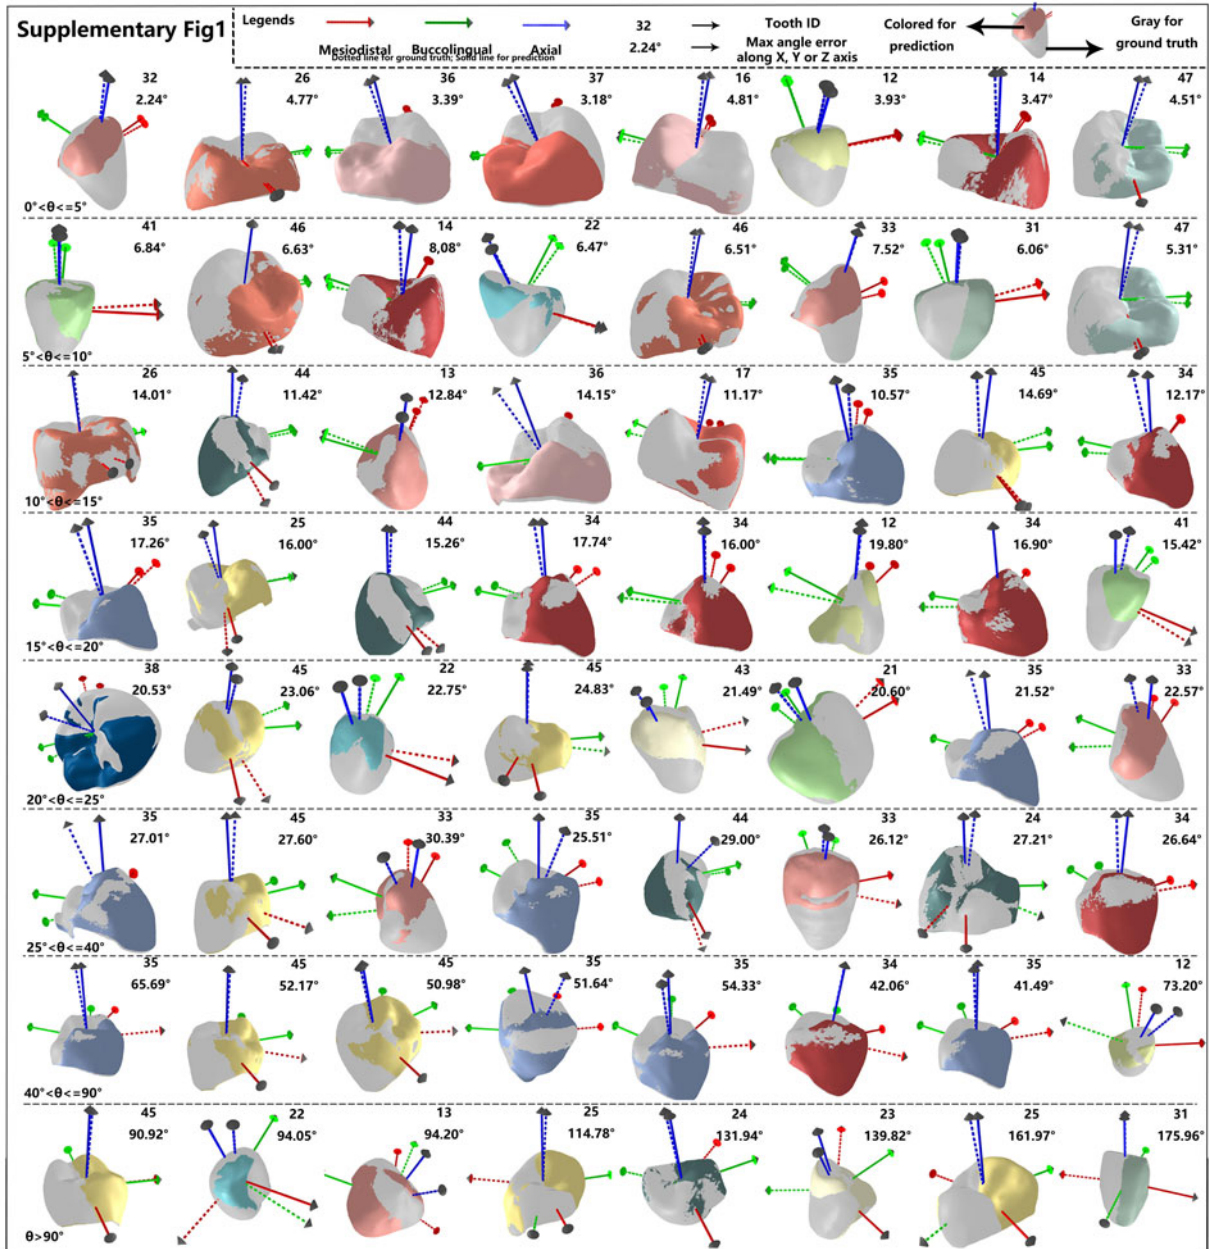 Supplementary Fig1
Legends
Mesiodistal
Buccolingual
Axial
Dotted line for ground truth; Solid line for prediction
32 Tooth ID
2.24° Max angle error
along X, Y or Z axis
Colored for
prediction
Gray for
ground truth
32 26 36 37 16 12 14 47
2.24° 4.77° 3.39° 3.18° 4.81° 3.93° 3.47° 4.51°
0°<θ<=5°
41 46 14 22 46 33 31 47
6.84° 6.63° 8,08° 6.47° 6.51° 7.52° 6.06° 5.31°
5°<θ<=10°
26 44 13 36 17 35 45 34
14.01° 11.42° 12.84° 14.15° 11.17° 10.57° 14.69° 12.17°
10°<θ<=15°
35 25 44 34 34 12 34 41
17.26° 16.00° 15.26° 17.74° 16.00° 19.80° 16.90° 15.42°
15°<θ<=20°
38 45 22 45 43 21 35 33
20.53° 23.06° 22.75° 24.83° 21.49° 20.60° 21.52° 22.57°
20°<θ<=25°
35 45 33 35 44 33 24 34
27.01° 27.60° 30.39° 25.51° 29.00° 26.12° 27.21° 26.64°
25°<θ<=40°
35 45 45 35 35 34 35 12
65.69° 52.17° 50.98° 51.64° 54.33° 42.06° 41.49° 73.20°
40°<θ<=90°
45 22 13 25 24 23 25 31
90.92° 94.05° 94.20° 114.78° 131.94° 139.82° 161.97° 175.96°
θ>90°